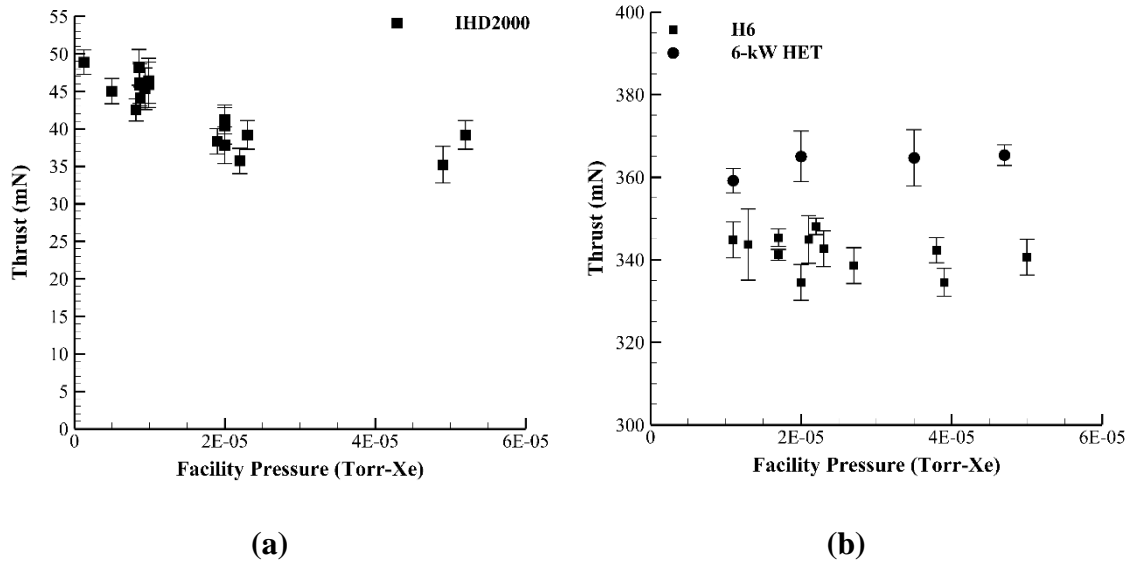 IHD2000
55
50
45
40
35
30
25
20
15
10
5
0
Thrust (mN)
0 2E-05 4E-05 6E-05
Facility Pressure (Torr-Xe)
(a)
H6
6-kW HET
400
380
360
340
320
300
Thrust (mN)
0 2E-05 4E-05 6E-05
Facility Pressure (Torr-Xe)
(b)